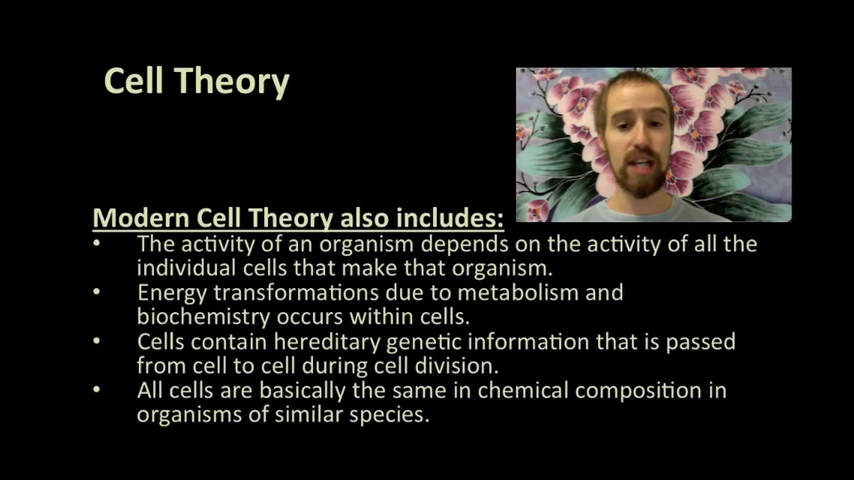 Cell Theory
Modern Cell Theory also includes:
• The activity of an organism depends on the activity of all the
individual cells that make that organism.
• Energy transformations due to metabolism and
biochemistry occurs within cells.
• Cells contain hereditary genetic information that is passed
from cell to cell during cell division.
• All cells are basically the same in chemical composition in
organisms of similar species.